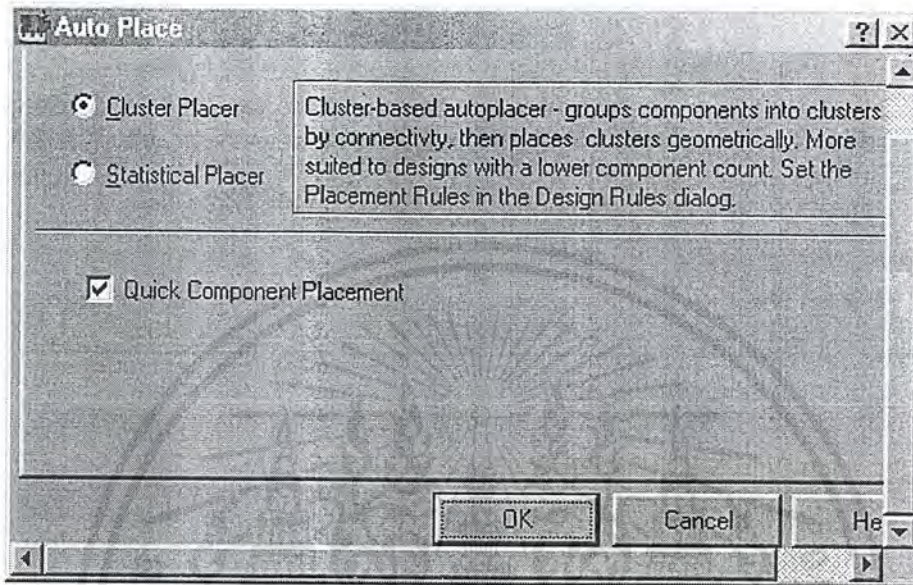 Auto Place
Cluster Placer
Statistical Placer
Cluster-based autoplacer - groups components into clusters
by connectivty, then places clusters geometrically. More
suited to designs with a lower component count. Set the
Placement Rules in the Design Rules dialog.
Quick Component Placement
OK Cancel He